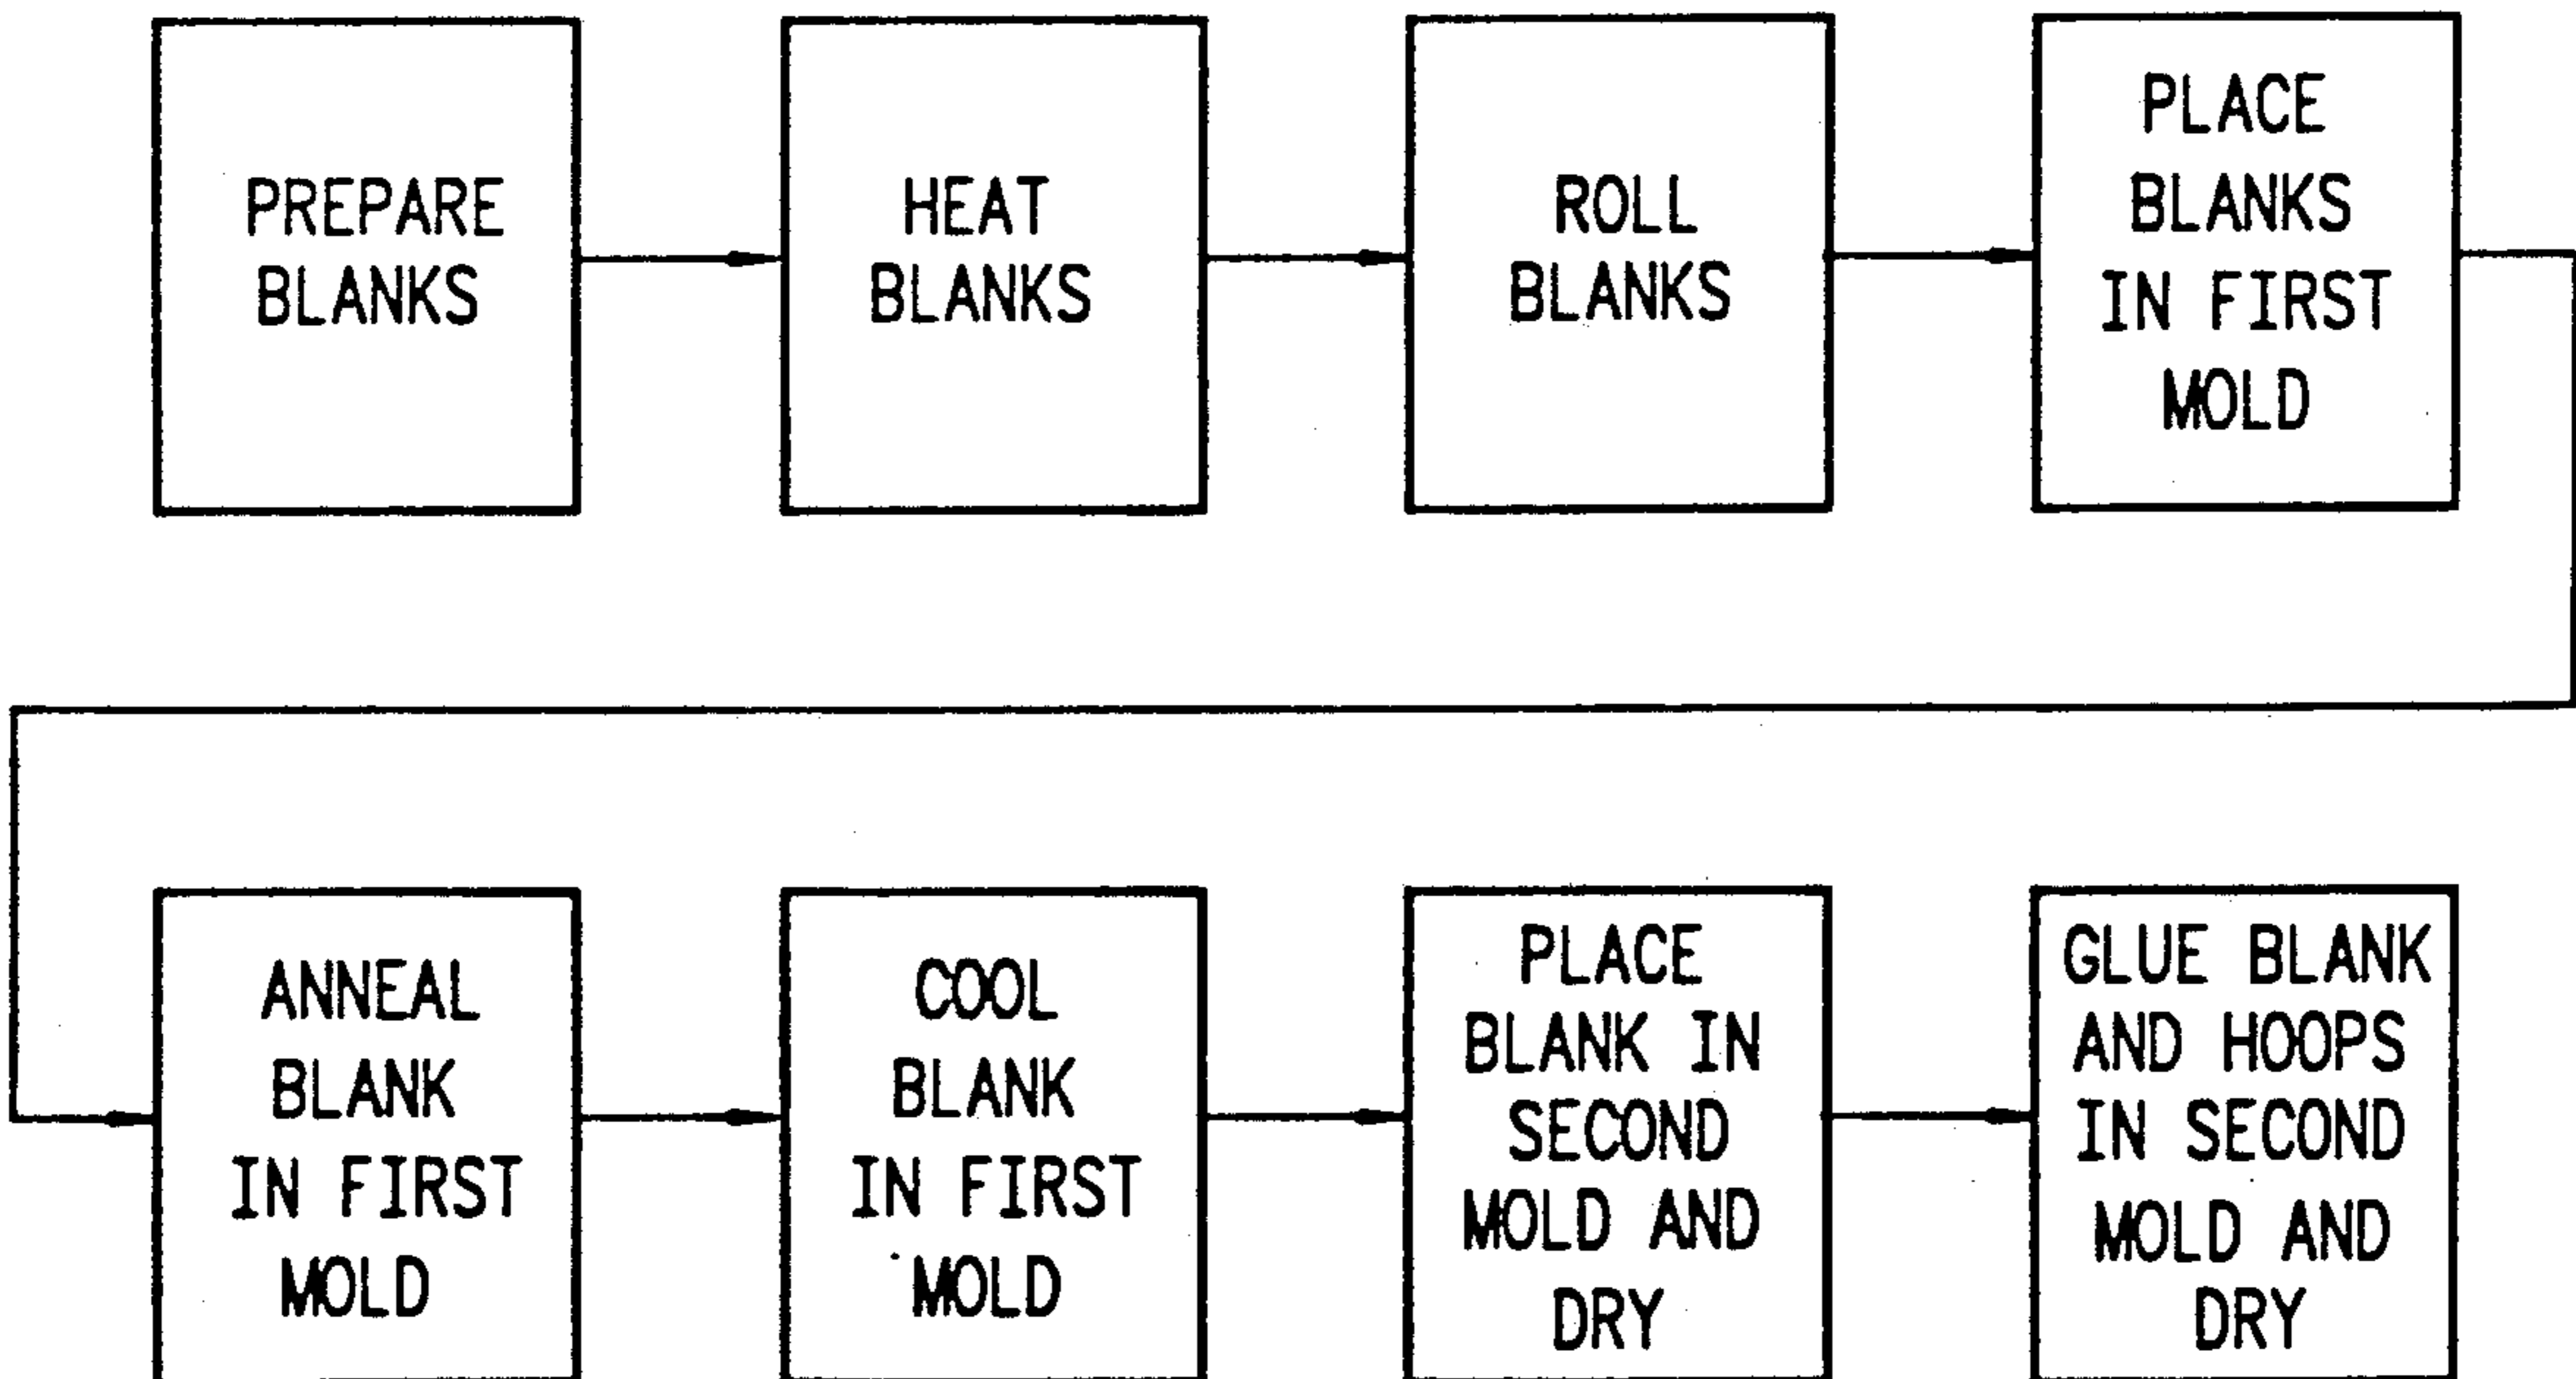 PREPARE
BLANKS
HEAT
BLANKS
ROLL
BLANKS
PLACE
BLANKS
IN FIRST
MOLD
ANNEAL
BLANK
IN FIRST
MOLD
COOL
BLANK
IN FIRST
MOLD
PLACE
BLANK IN
SECOND
MOLD AND
DRY
GLUE BLANK
AND HOOPS
IN SECOND
MOLD AND
DRY